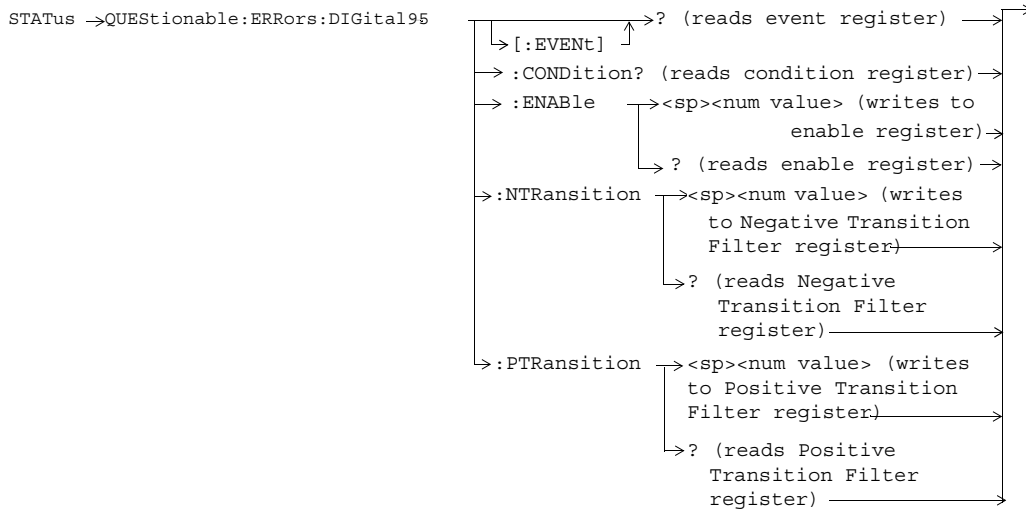 STATus QUEStionable:ERRors:DIGital95 ? (reads event register)
[:EVENt]
:CONDition? (reads condition register)
:ENABle <sp><num value> (writes to
enable register)
? (reads enable register)
:NTRansition <sp><num value> (writes
to Negative Transition
Filter register)
? (reads Negative
Transition Filter
register)
:PTRansition <sp><num value> (writes
to Positive Transition
Filter register)
? (reads Positive
Transition Filter
register)